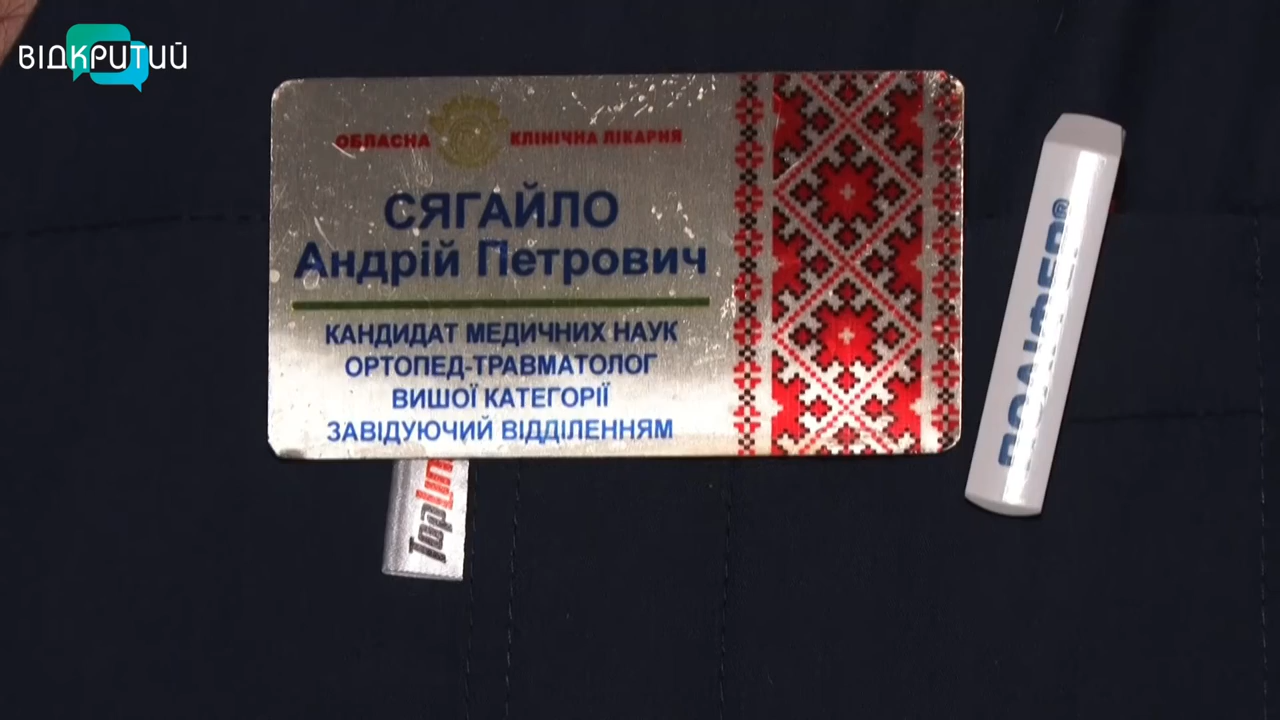 ВІДКРИТИЙ
ОБЛАСНА КЛІНІЧНА ЛІКАРНЯ
СЯГАЙЛО
Андрій Петрович
КАНДИДАТ МЕДИЧНИХ НАУК
ОРТОПЕД-ТРАВМАТОЛОГ
ВИЩОЇ КАТЕГОРІЇ
ЗАВІДУЮЧИЙ ВІДДІЛЕННЯМ